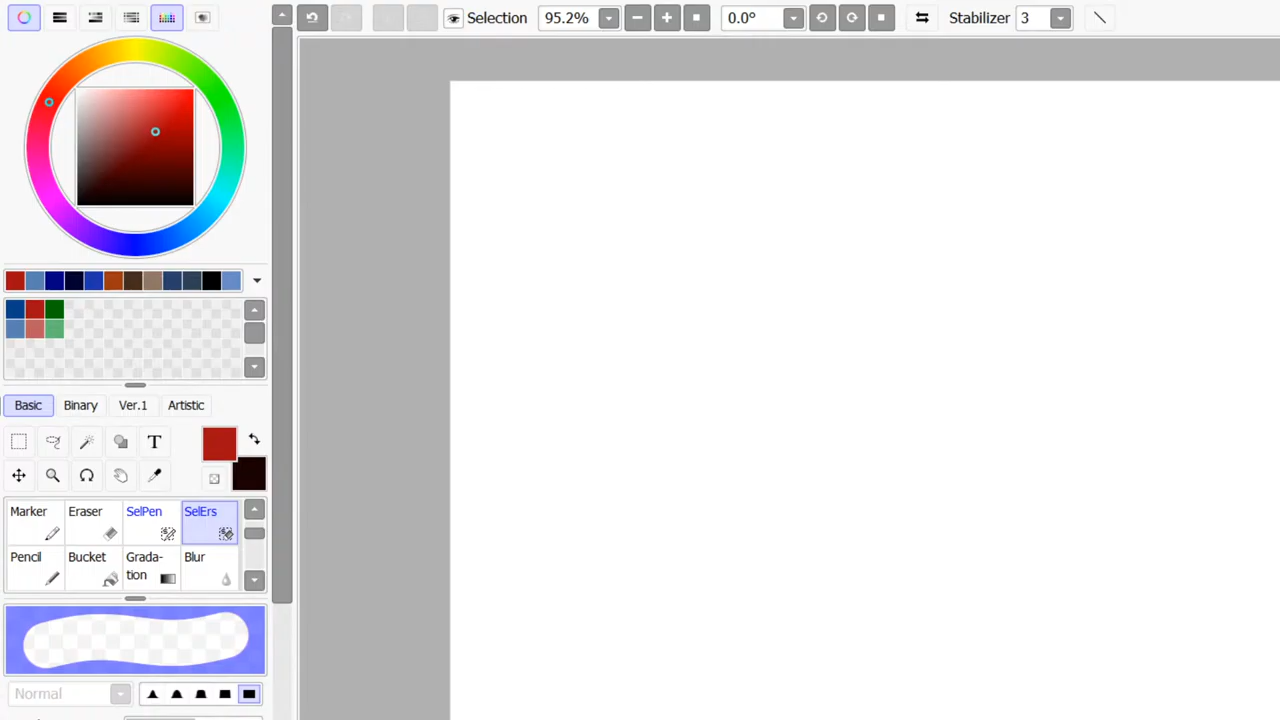 Selection 95.2% 0.0° Stabilizer 3
Basic Binary Ver.1 Artistic
T
Marker Eraser SelPen SelErs
Pencil Bucket Grada-
tion Blur
Normal